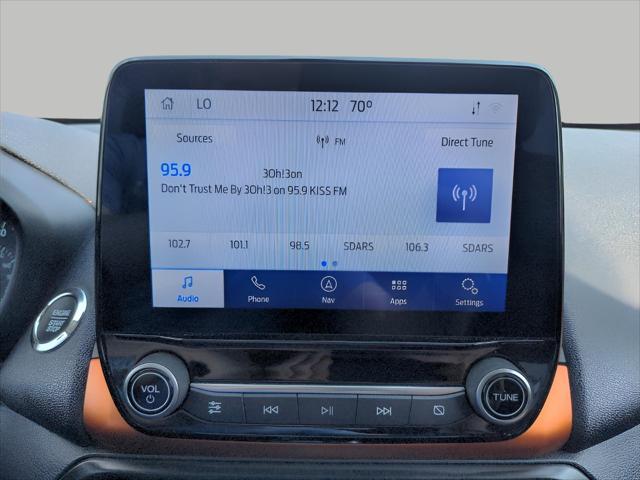 LO 12:12 70°
Sources FM Direct Tune
95.9 3Oh!3on
Don't Trust Me By 3Oh!3 on 95.9 KISS FM
102.7 101.1 98.5 SDARS 106.3 SDARS
Audio Phone Nav Apps Settings
ENGINE
START
STOP
VOL
TUNE